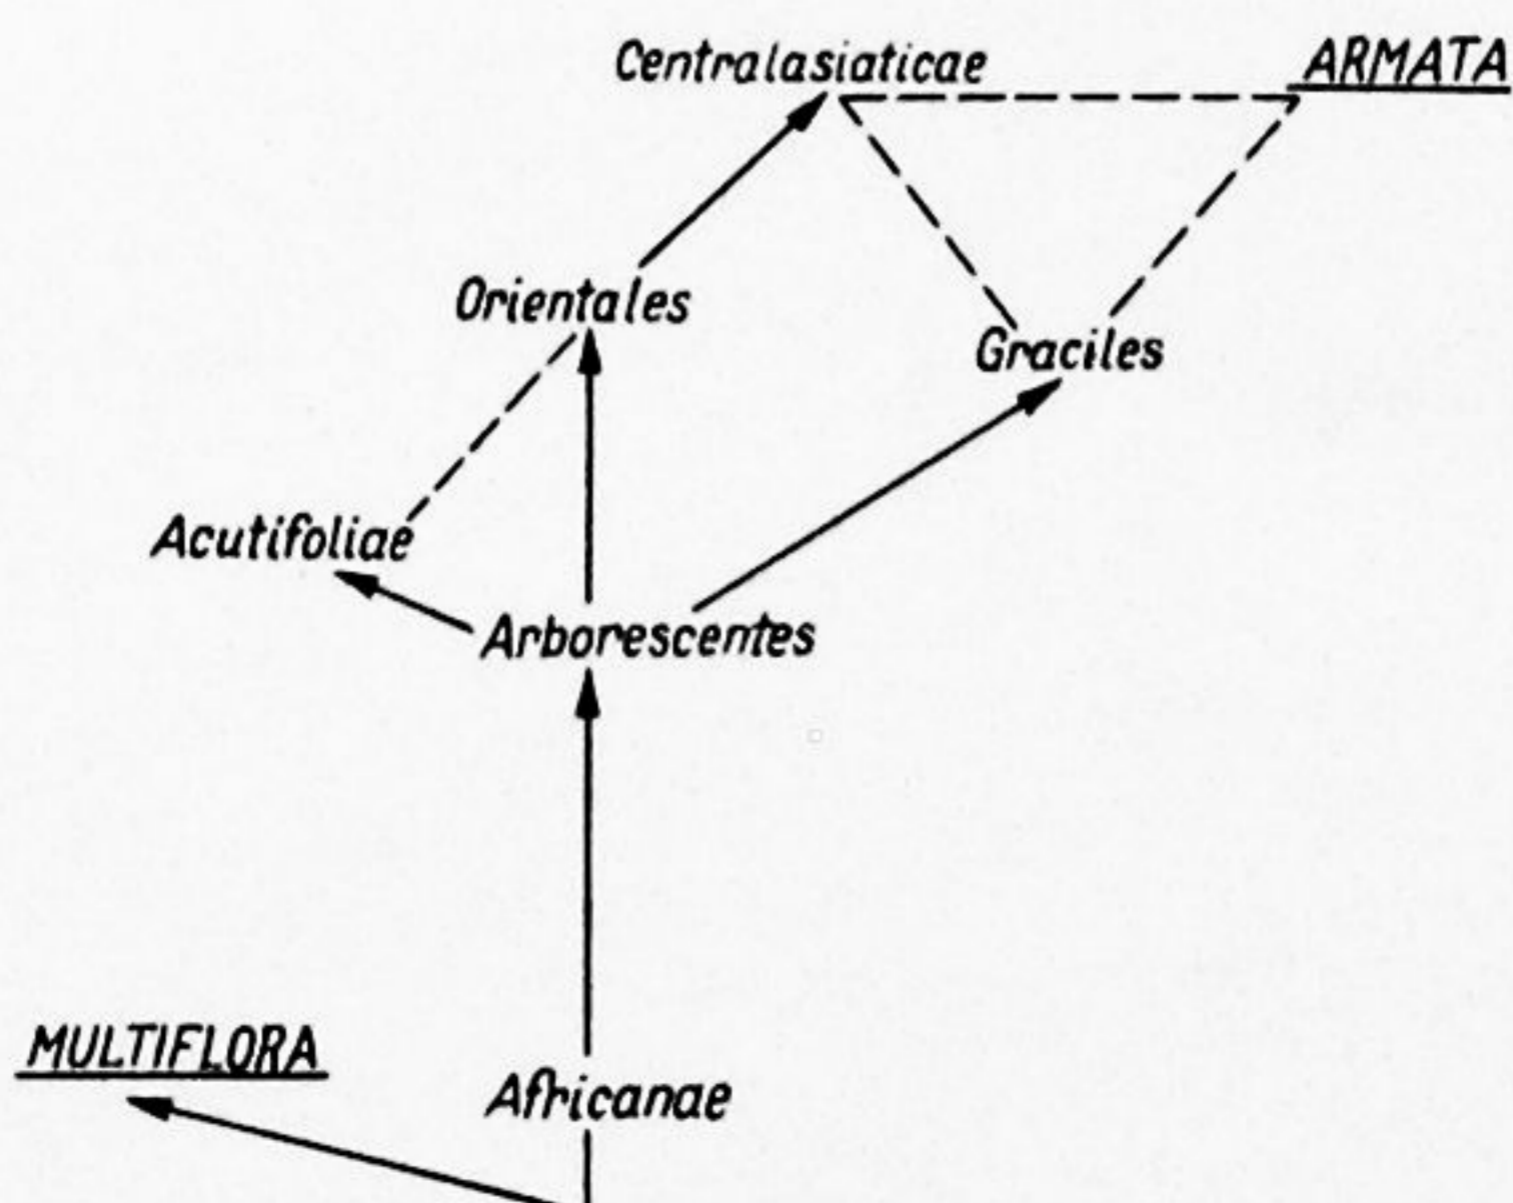 Centralasiaticae
ARMATA
Orientales
Graciles
Acutifoliae
Arborescentes
MULTIFLORA
Africanae